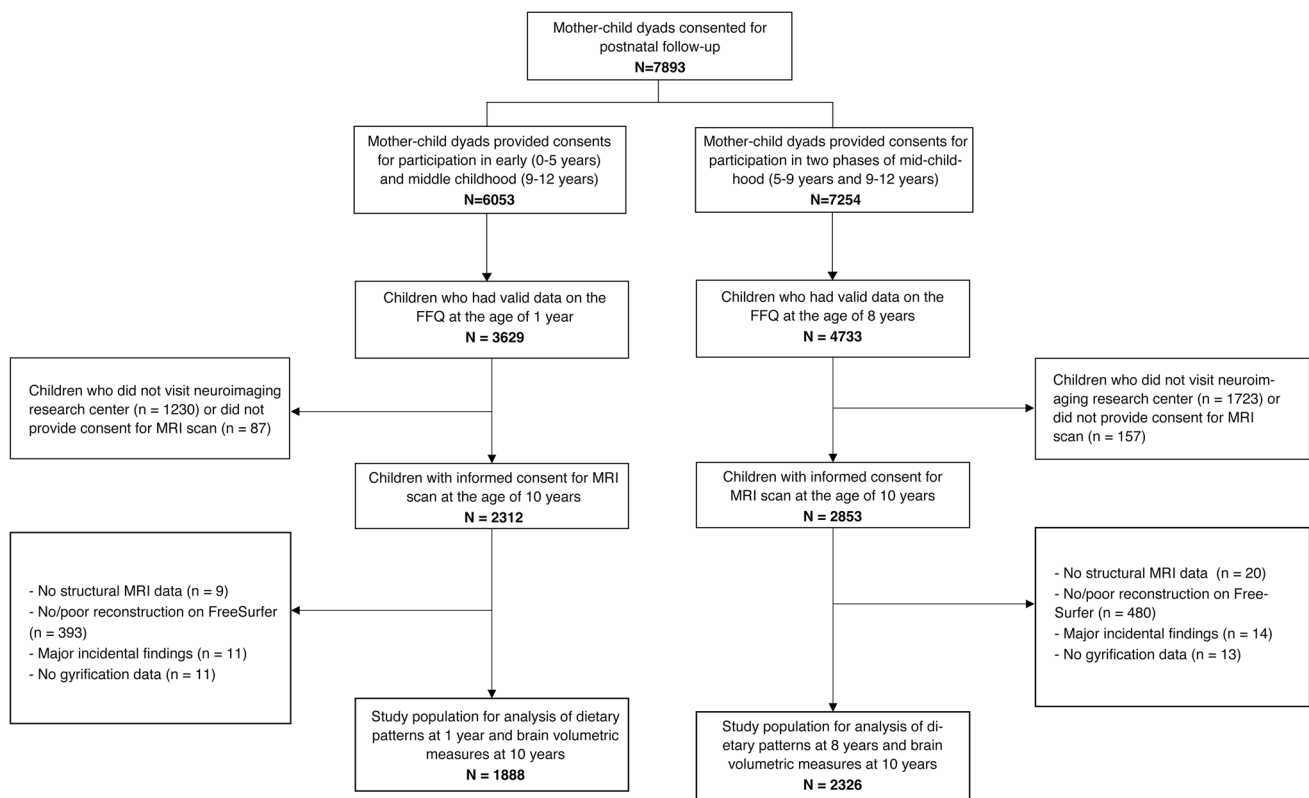 Mother-child dyads consented for
postnatal follow-up
N=7893
Mother-child dyads provided consents
for participation in early (0-5 years)
and middle childhood (9-12 years)
N=6053
Mother-child dyads provided consents for
participation in two phases of mid-child-
hood (5-9 years and 9-12 years)
N=7254
Children who had valid data on the
FFQ at the age of 1 year
N = 3629
Children who had valid data on the
FFQ at the age of 8 years
N = 4733
Children who did not visit neuroimaging
research center (n = 1230) or did not
provide consent for MRI scan (n = 87)
Children who did not visit neuroim-
aging research center (n = 1723) or
did not provide consent for MRI
scan (n = 157)
Children with informed consent for MRI
scan at the age of 10 years
N = 2312
Children with informed consent for
MRI scan at the age of 10 years
N = 2853
- No structural MRI data (n = 9)
- No/poor reconstruction on FreeSurfer
(n = 393)
- Major incidental findings (n = 11)
- No gyrification data (n = 11)
- No structural MRI data (n = 20)
- No/poor reconstruction on Free-
Surfer (n = 480)
- Major incidental findings (n = 14)
- No gyrification data (n = 13)
Study population for analysis of dietary
patterns at 1 year and brain volumetric
measures at 10 years
N = 1888
Study population for analysis of di-
etary patterns at 8 years and brain
volumetric measures at 10 years
N = 2326